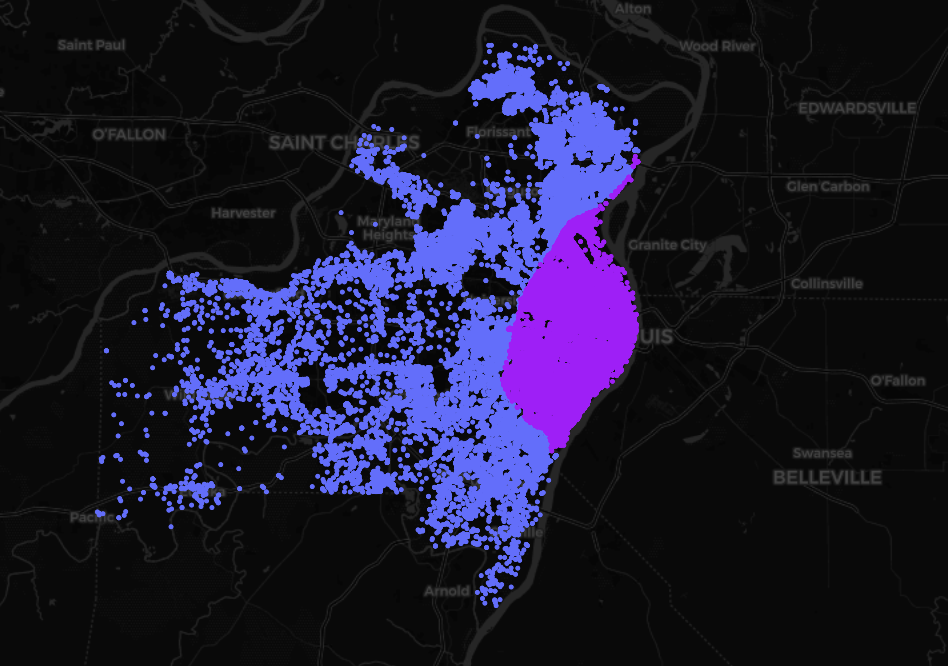 Alton
Saint Paul
Wood River
EDWARDSVILLE
O'FALLON
Florissant
SAINT CHARLES
Glen Carbon
Harvester
Maryland
Heights
Granite City
Collinsville
UIS
O'Fallon
Swansea
BELLEVILLE
Pacific
Arnold